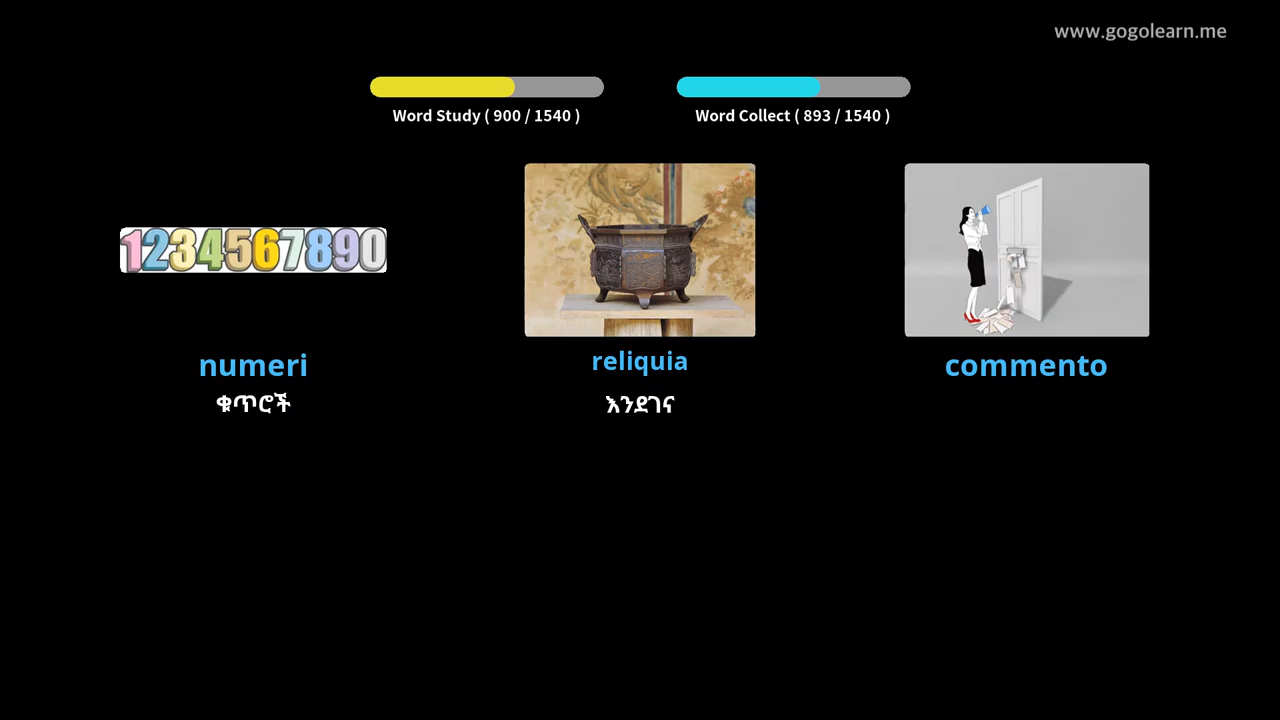 www.gogolearn.me
Word Study ( 900 / 1540 )
Word Collect ( 893 / 1540 )
1234567890
numeri
reliquia
commento
ቁጥሮች
እንደገና